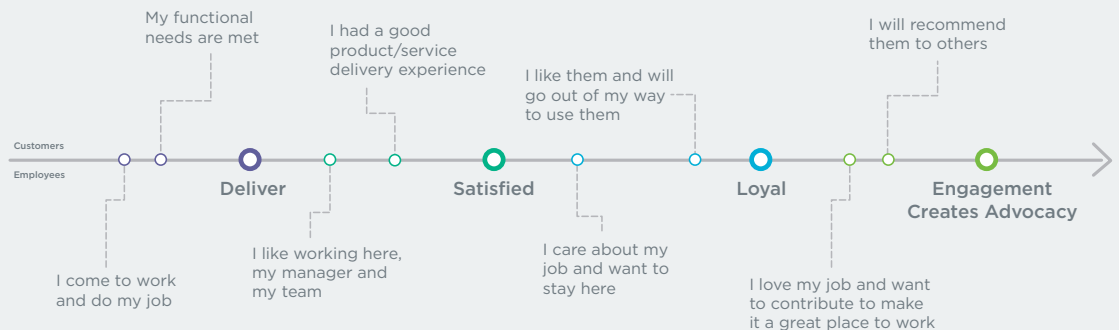 My functional
needs are met
I had a good
product/service
delivery experience
I like them and will
go out of my way
to use them
I will recommend
them to others
Customers
Employees
Deliver
Satisfied
Loyal
Engagement
Creates Advocacy
I come to work
and do my job
I like working here,
my manager and
my team
I care about my
job and want to
stay here
I love my job and want
to contribute to make
it a great place to work